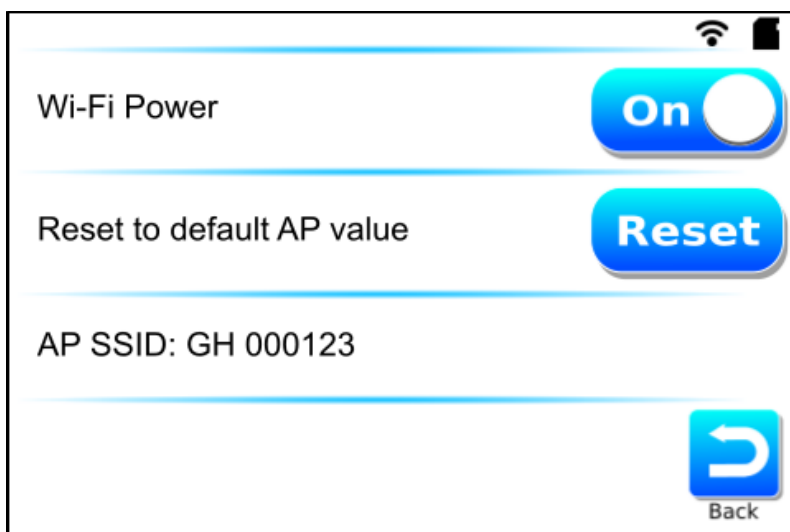 Wi-Fi Power
On
Reset to default AP value
Reset
AP SSID: GH 000123
Back